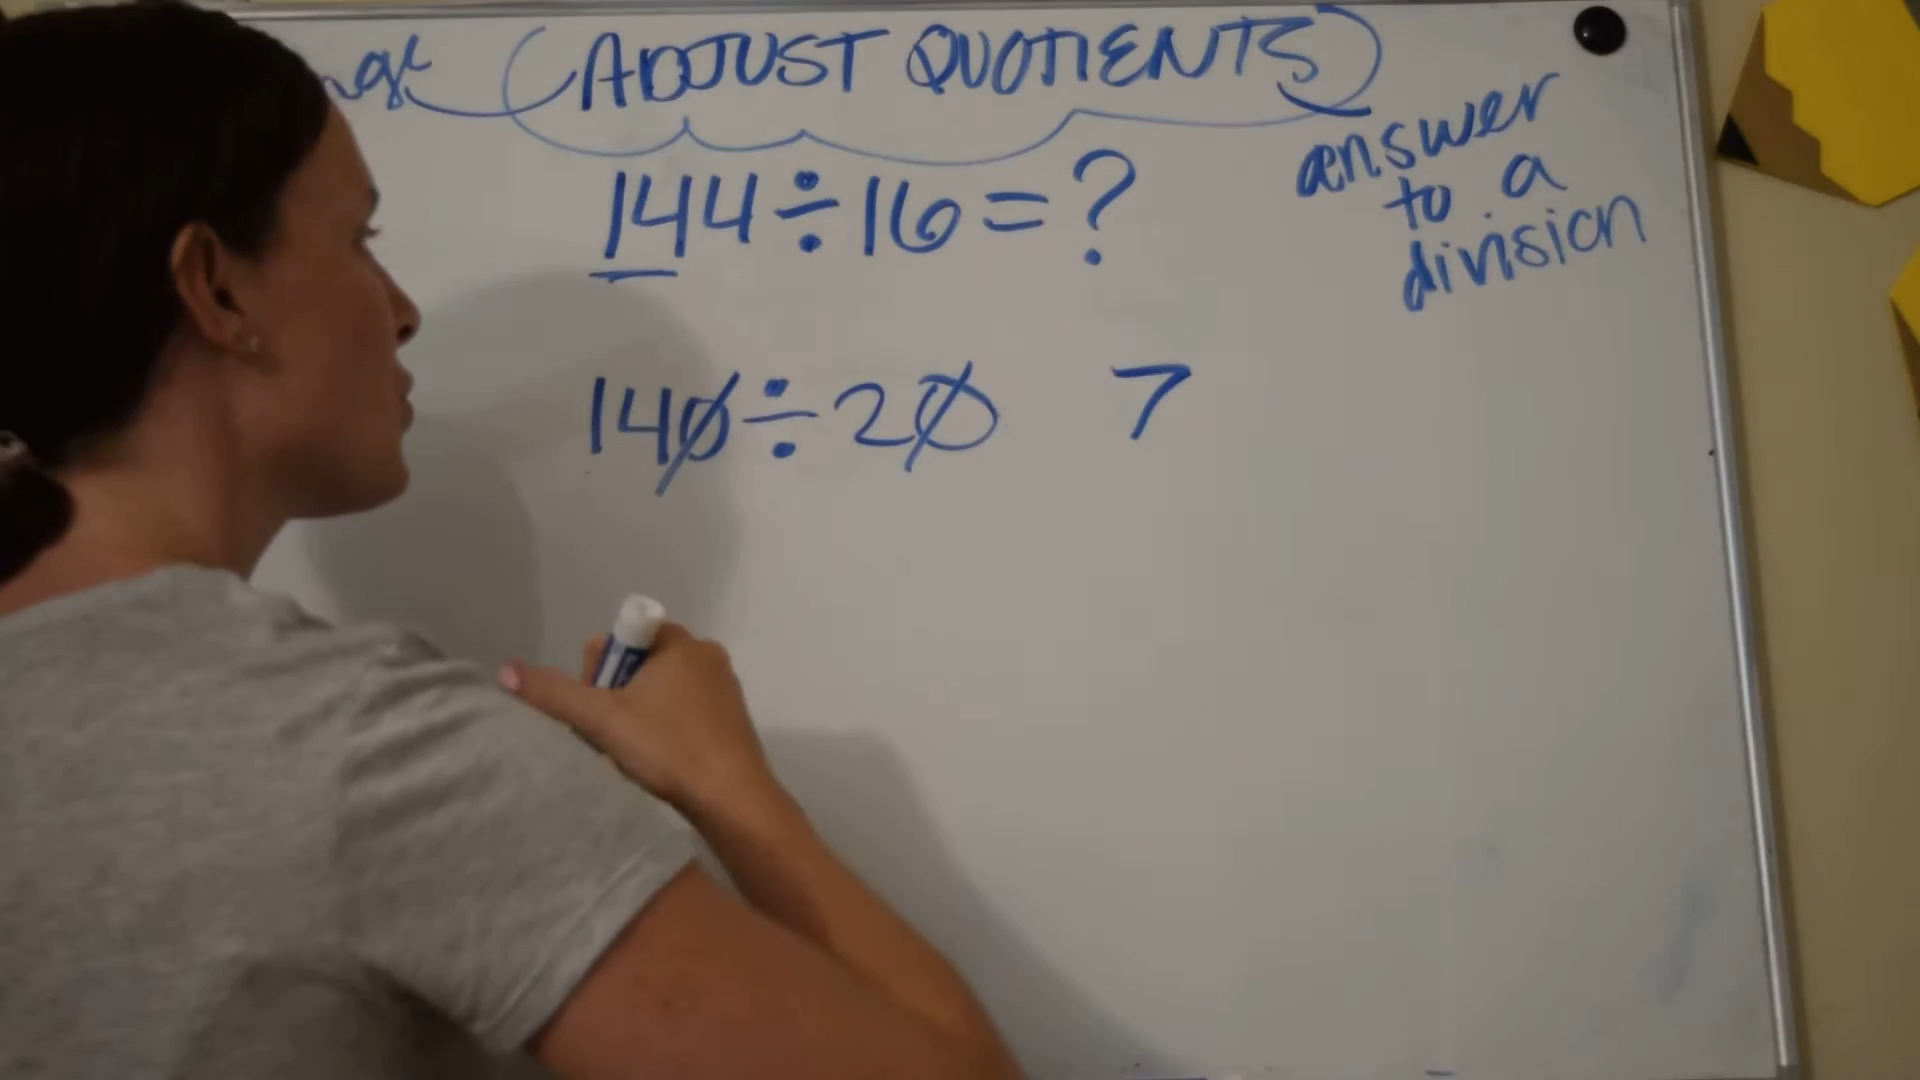 ADJUST QUOTIENTS
answer
to a
division
144 ÷ 16 = ?
140 ÷ 20 7